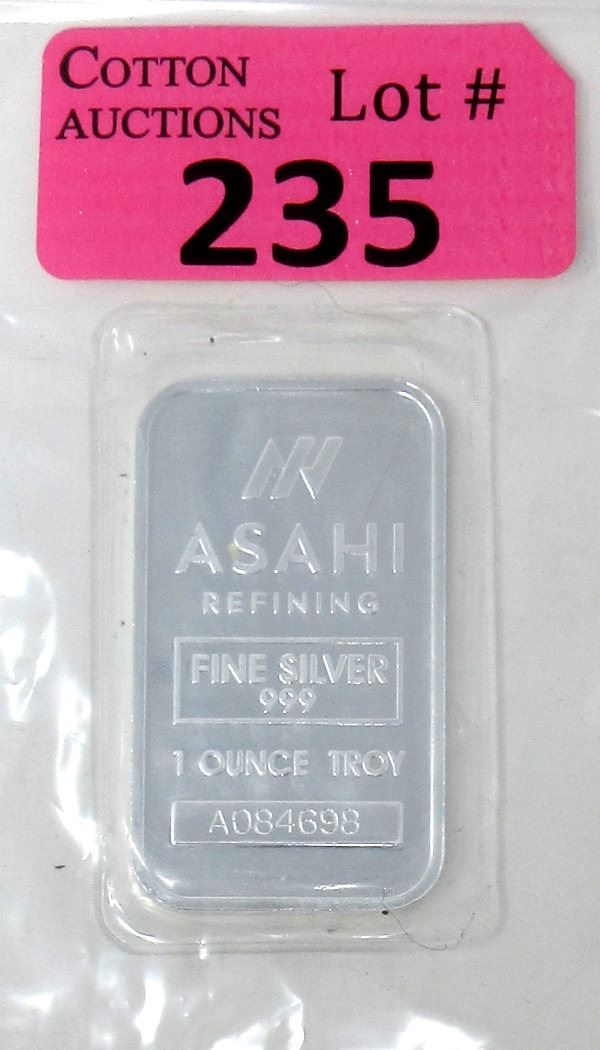 COTTON
AUCTIONS
Lot #
235
ASAHI
REFINING
FINE SILVER
999
1 OUNCE TROY
A084698